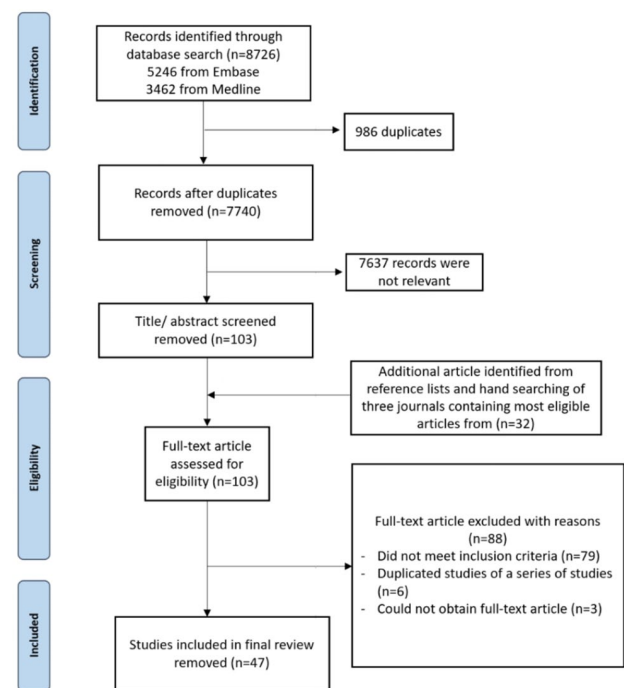 Identification
Records identified through
database search (n=8726)
5246 from Embase
3462 from Medline
986 duplicates
Screening
Records after duplicates
removed (n=7740)
7637 records were
not relevant
Title/ abstract screened
removed (n=103)
Eligibility
Additional article identified from
reference lists and hand searching of
three journals containing most eligible
articles from (n=32)
Full-text article
assessed for
eligibility (n=103)
Full-text article excluded with reasons
(n=88)
- Did not meet inclusion criteria (n=79)
- Duplicated studies of a series of studies
(n=6)
- Could not obtain full-text article (n=3)
Included
Studies included in final review
removed (n=47)